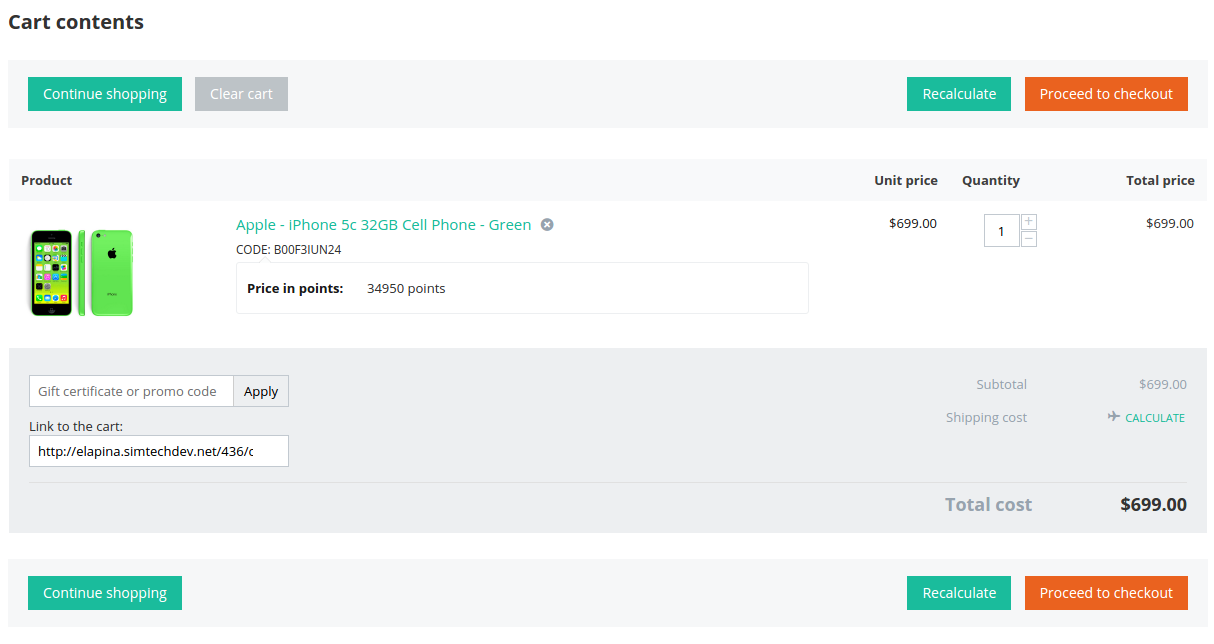 Cart contents
Continue shopping Clear cart Recalculate Proceed to checkout
Product Unit price Quantity Total price
Apple - iPhone 5c 32GB Cell Phone - Green $699.00 1 + − $699.00
CODE: B00F3IUN24
Price in points: 34950 points
Gift certificate or promo code Apply Subtotal $699.00
Shipping cost CALCULATE
Link to the cart:
http://elapina.simtechdev.net/436/c
Total cost $699.00
Continue shopping Recalculate Proceed to checkout